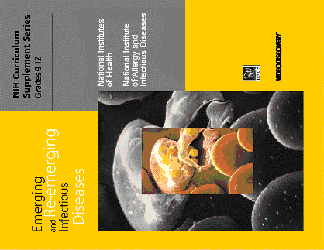 NIH Curriculum
Supplement Series
Grades 9-12
National Institutes
of Health
National Institute
of Allergy and
Infectious Diseases
Emerging
and Re-emerging
Infectious
Diseases
VIDEODISCOVERY